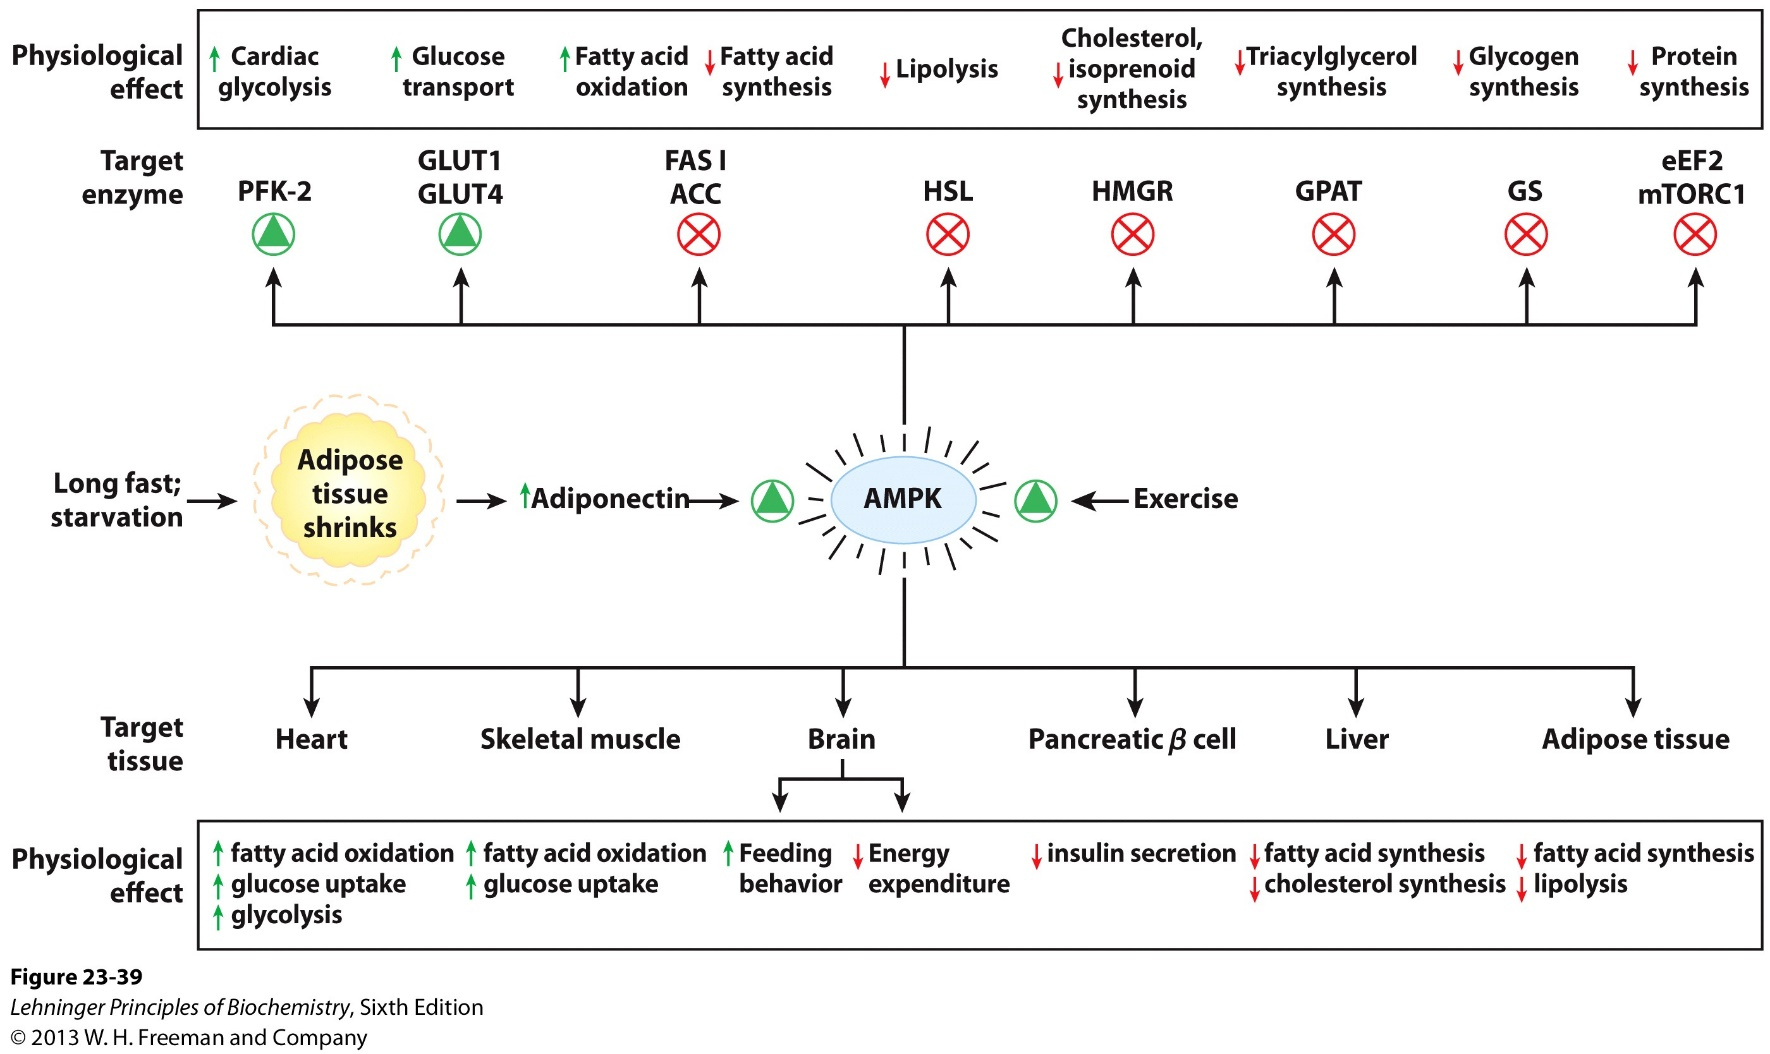 Physiological
effect
Cardiac
glycolysis
Glucose
transport
Fatty acid
oxidation
Fatty acid
synthesis
Lipolysis
Cholesterol,
isoprenoid
synthesis
Triacylglycerol
synthesis
Glycogen
synthesis
Protein
synthesis
Target
enzyme
PFK-2
GLUT1
GLUT4
FAS I
ACC
HSL
HMGR
GPAT
GS
eEF2
mTORC1
Long fast;
starvation
Adipose
tissue
shrinks
Adiponectin
AMPK
Exercise
Target
tissue
Heart
Skeletal muscle
Brain
Pancreatic β cell
Liver
Adipose tissue
Physiological
effect
fatty acid oxidation
glucose uptake
glycolysis
fatty acid oxidation
glucose uptake
Feeding
behavior
Energy
expenditure
insulin secretion
fatty acid synthesis
cholesterol synthesis
fatty acid synthesis
lipolysis
Figure 23-39
Lehninger Principles of Biochemistry, Sixth Edition
© 2013 W. H. Freeman and Company